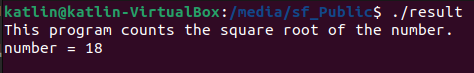 katlin@katlin-VirtualBox:/media/sf_Public$ ./result
This program counts the square root of the number.
number = 18